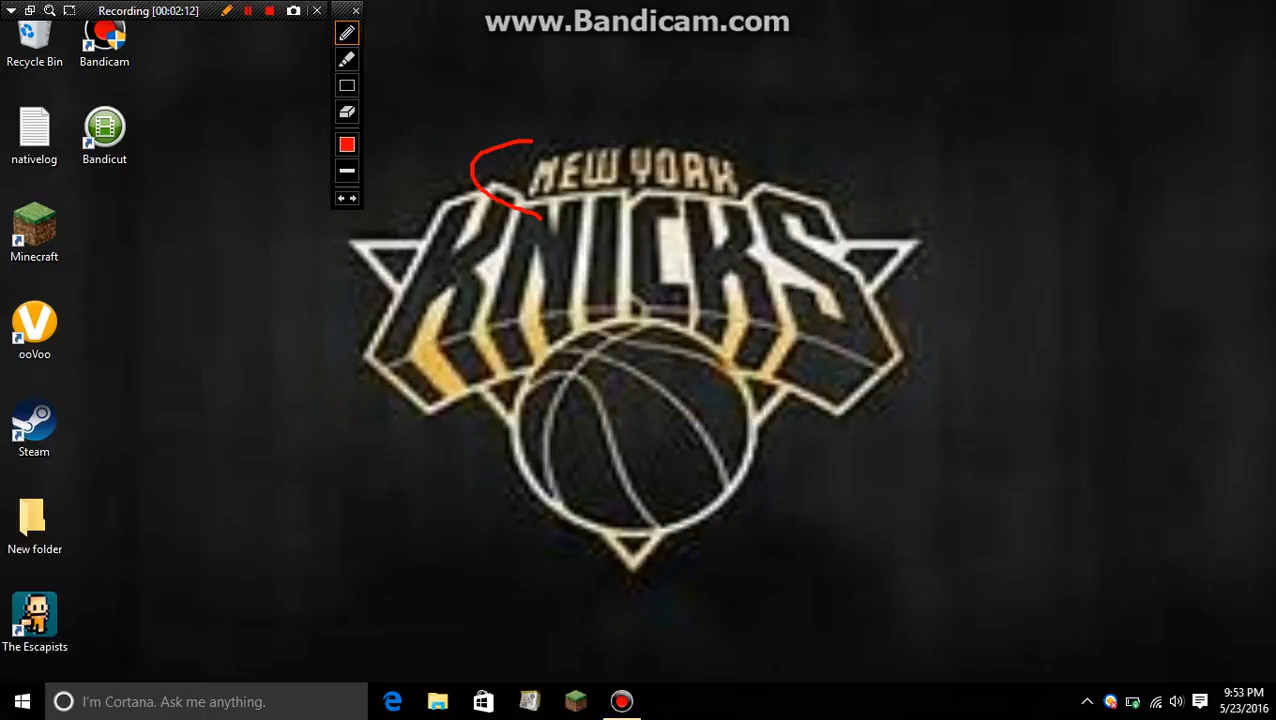 Recording [00:02:12]
www.Bandicam.com
Recycle Bin
Bandicam
nativelog
Bandicut
Minecraft
ooVoo
Steam
New folder
The Escapists
NEW YORK
KNICKS
I'm Cortana. Ask me anything.
5:53 PM
5/23/2016